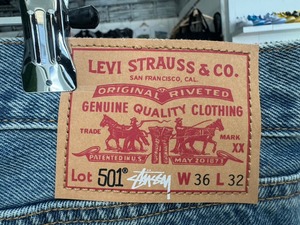 LEVI STRAUSS & CO.
SAN FRANCISCO, CAL.
ORIGINAL RIVETED
GENUINE QUALITY CLOTHING
TRADE MARK
XX
PATENTED IN U.S. MAY 20 1873
Lot 501® Stüssy W 36 L 32